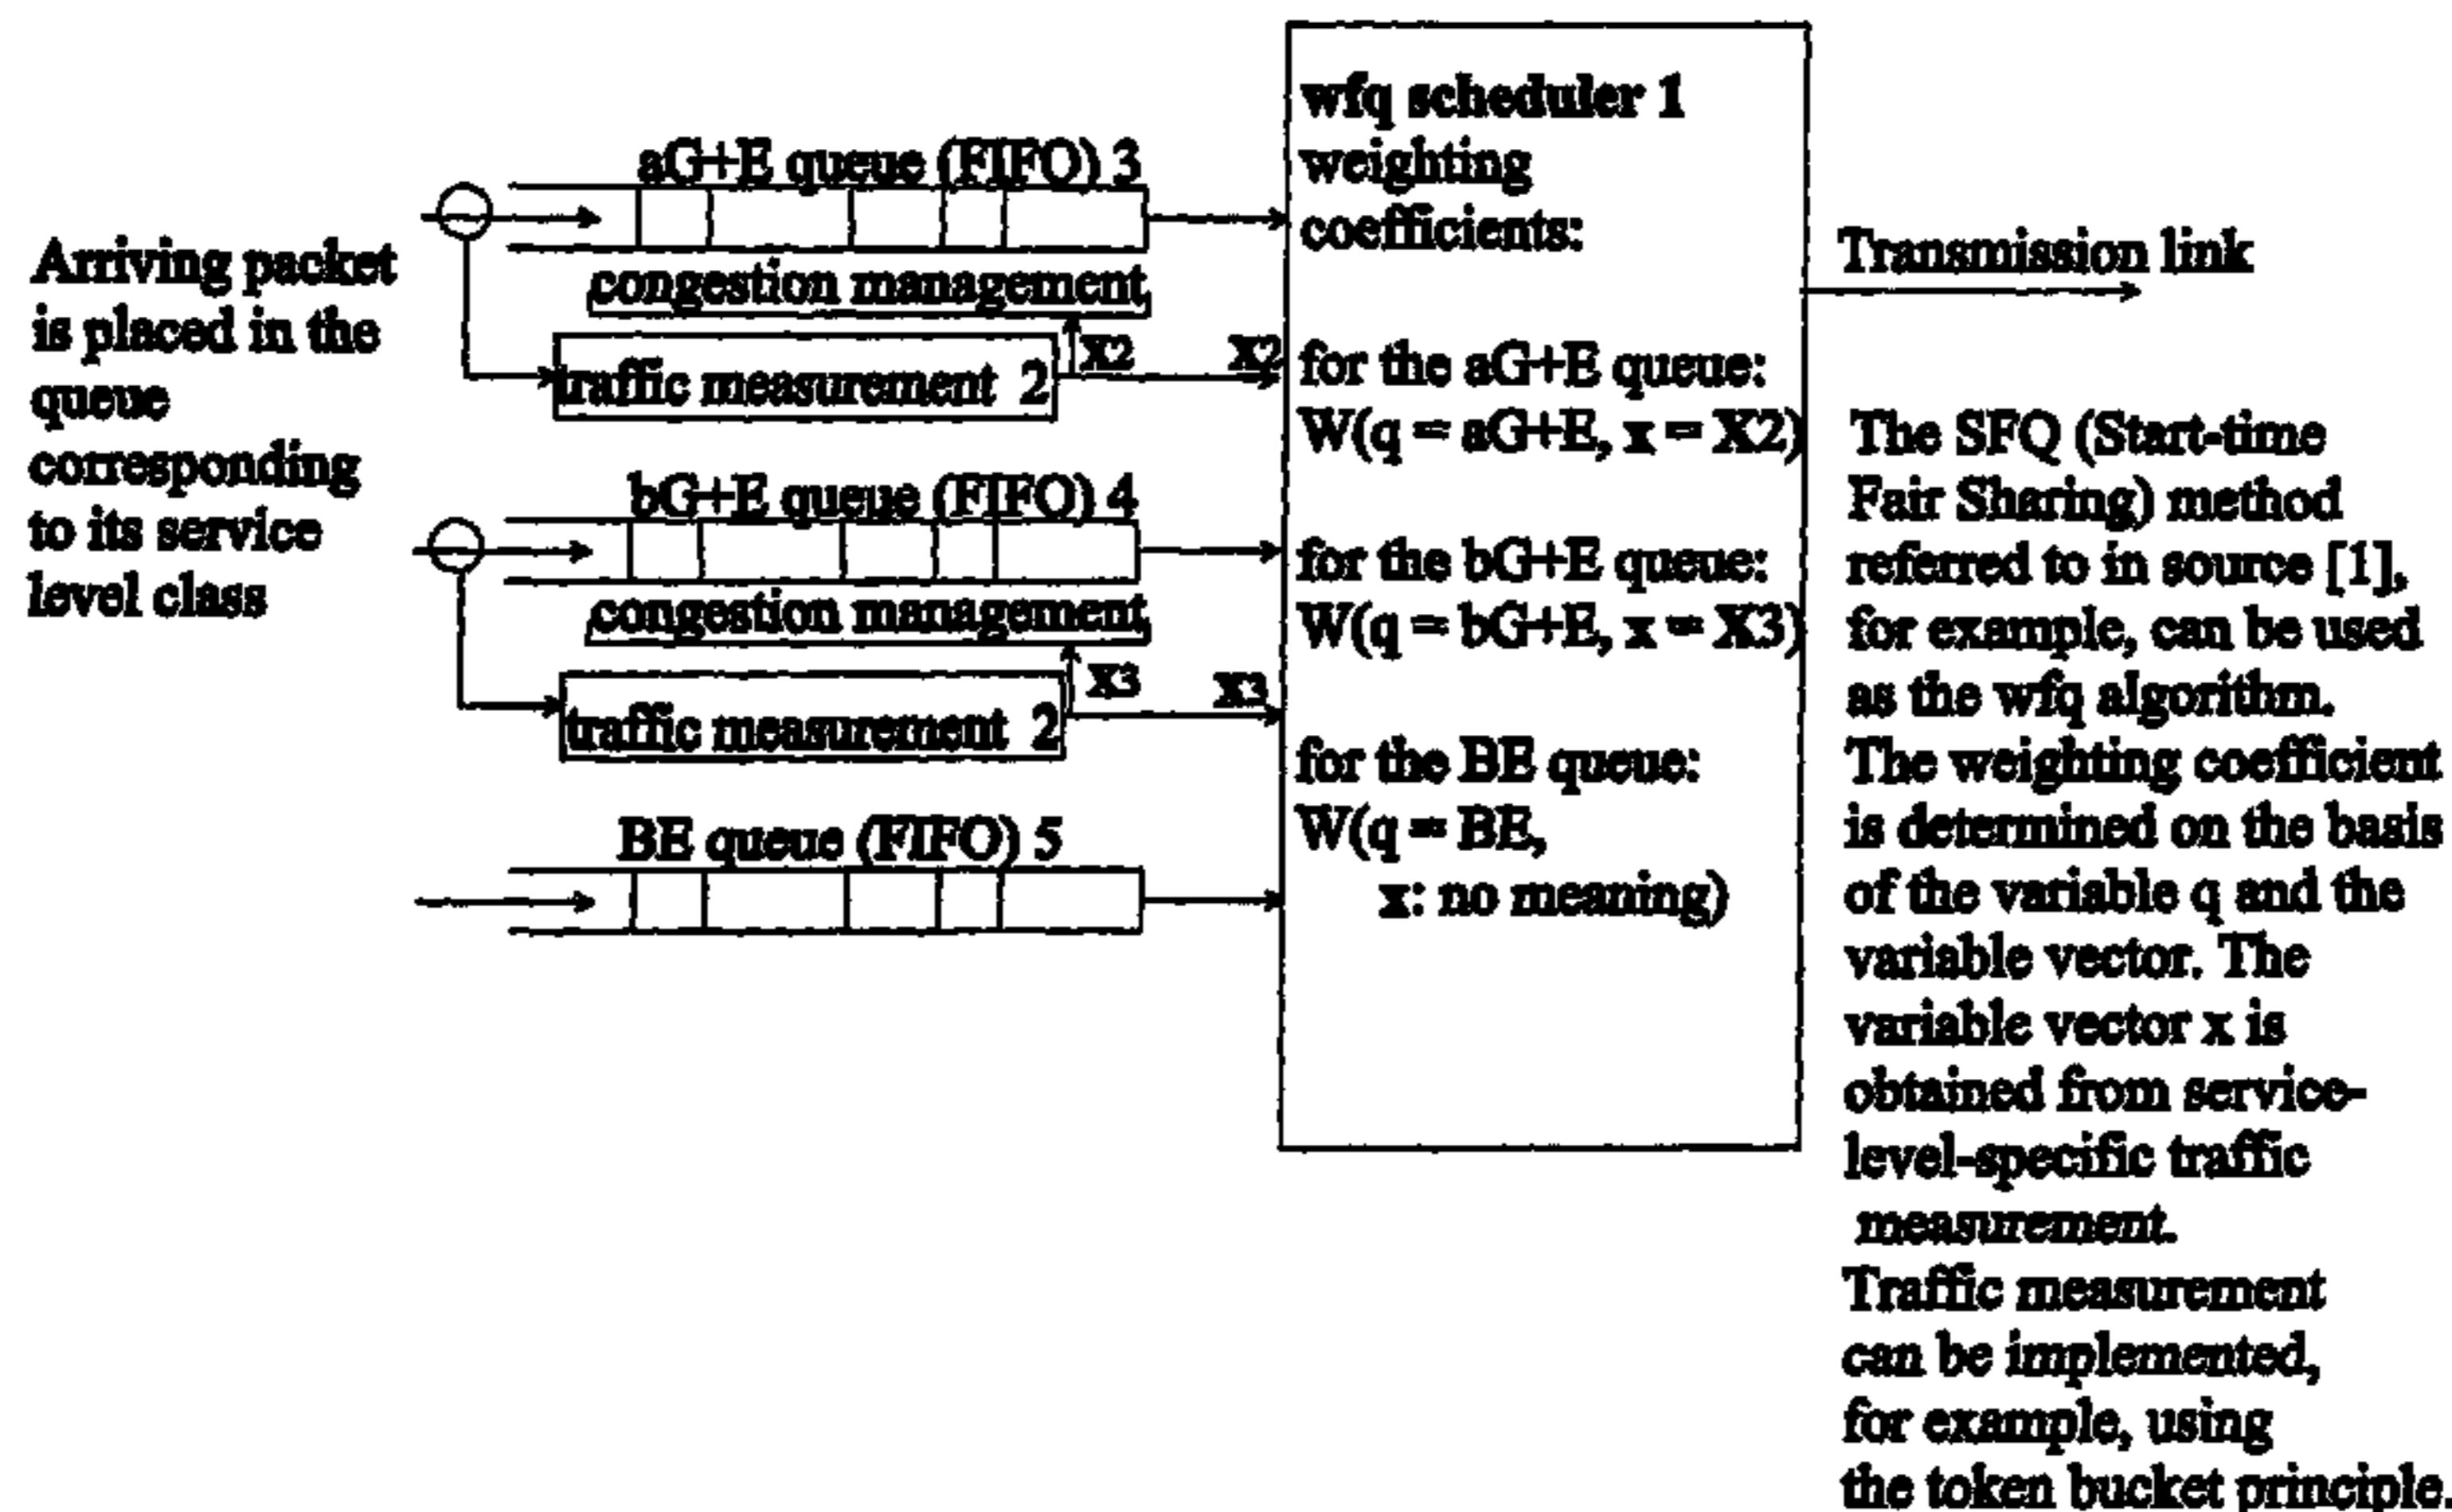 Arriving packet
is placed in the
queue
corresponding
to its service
level class
aG+E queue (FIFO) 3
congestion management
X2
X2
traffic measurement 2
bG+E queue (FIFO) 4
congestion management
X3
X3
traffic measurement 2
BE queue (FIFO) 5
wfq scheduler 1
weighting
coefficients:
for the aG+E queue:
W(q = aG+E, x = X2)
for the bG+E queue:
W(q = bG+E, x = X3)
for the BE queue:
W(q = BE,
x: no meaning)
Transmission link
The SFQ (Start-time
Fair Sharing) method
referred to in source [1],
for example, can be used
as the wfq algorithm.
The weighting coefficient
is determined on the basis
of the variable q and the
variable vector. The
variable vector x is
obtained from service-
level-specific traffic
measurement.
Traffic measurement
can be implemented,
for example, using
the token bucket principle.